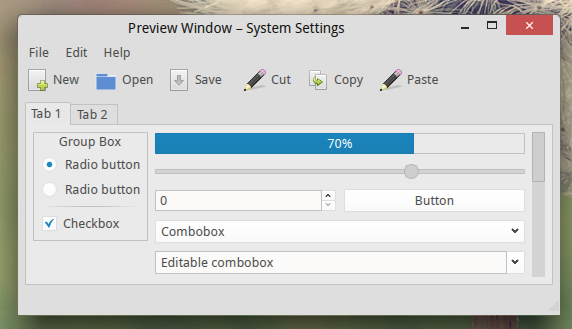 Preview Window – System Settings
File Edit Help
New Open Save Cut Copy Paste
Tab 1 Tab 2
Group Box
70%
Radio button
Radio button
0
Button
Checkbox
Combobox
Editable combobox